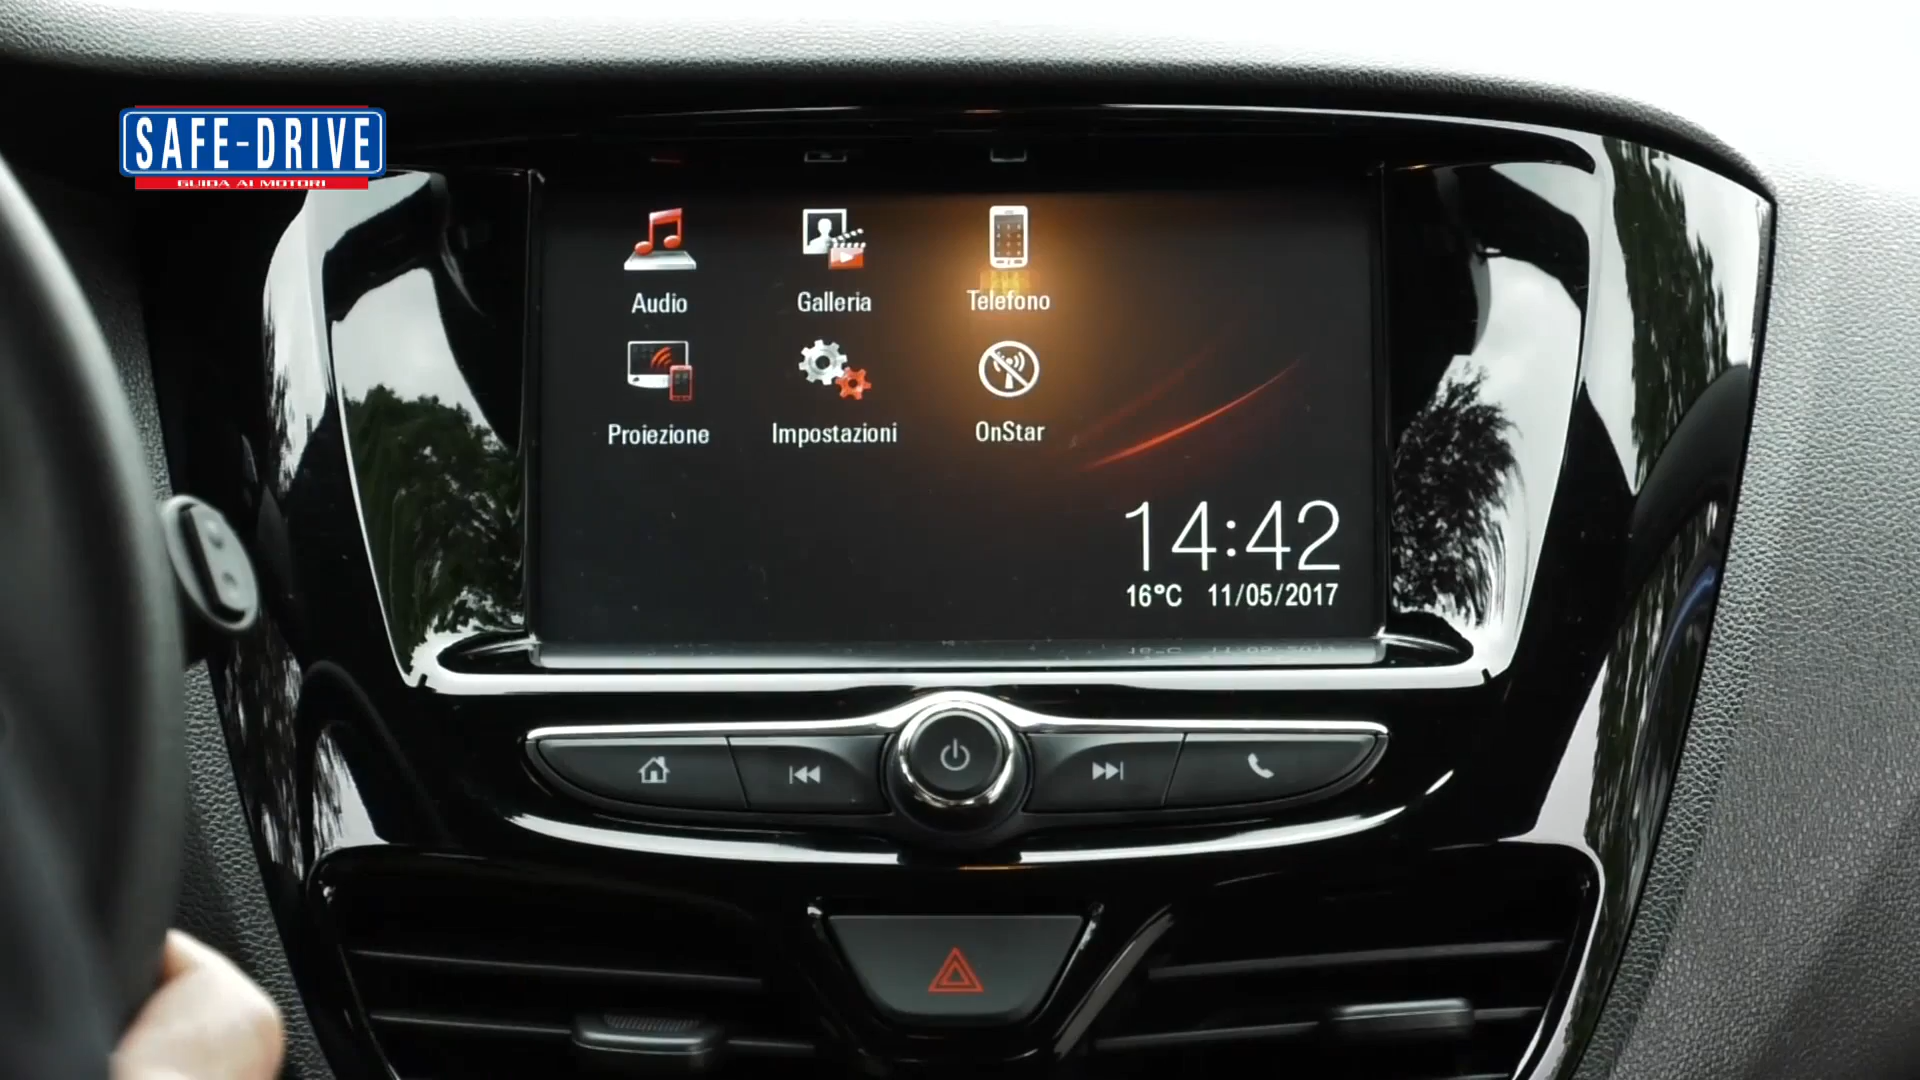 SAFE-DRIVE
GUIDA AI MOTORI
Audio
Galleria
Telefono
Proiezione
Impostazioni
OnStar
14:42
16°C 11/05/2017